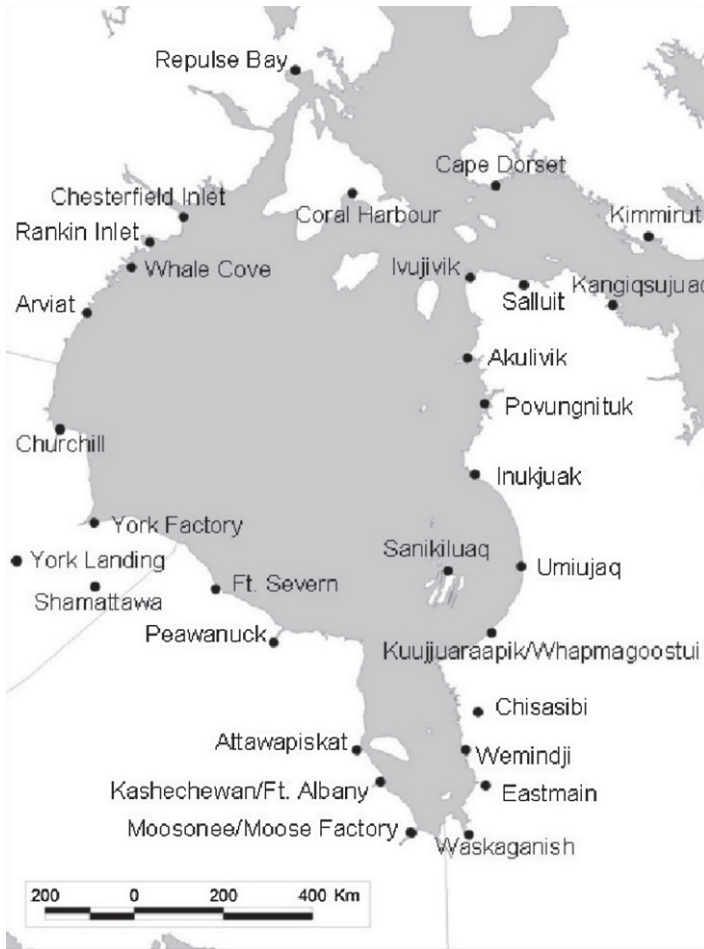 Repulse Bay
Cape Dorset
Chesterfield Inlet
Coral Harbour
Kimmirut
Rankin Inlet
Whale Cove
Ivujivik
Salluit
Kangiqsujuaq
Arviat
Akulivik
Povungnituk
Churchill
Inukjuak
York Factory
York Landing
Sanikiluaq
Umiujaq
Ft. Severn
Shamattawa
Peawanuck
Kuujjuaraapik/Whapmagoostui
Chisasibi
Attawapiskat
Wemindji
Kashechewan/Ft. Albany
Eastmain
Moosonee/Moose Factory
Waskaganish
200 0 200 400 Km